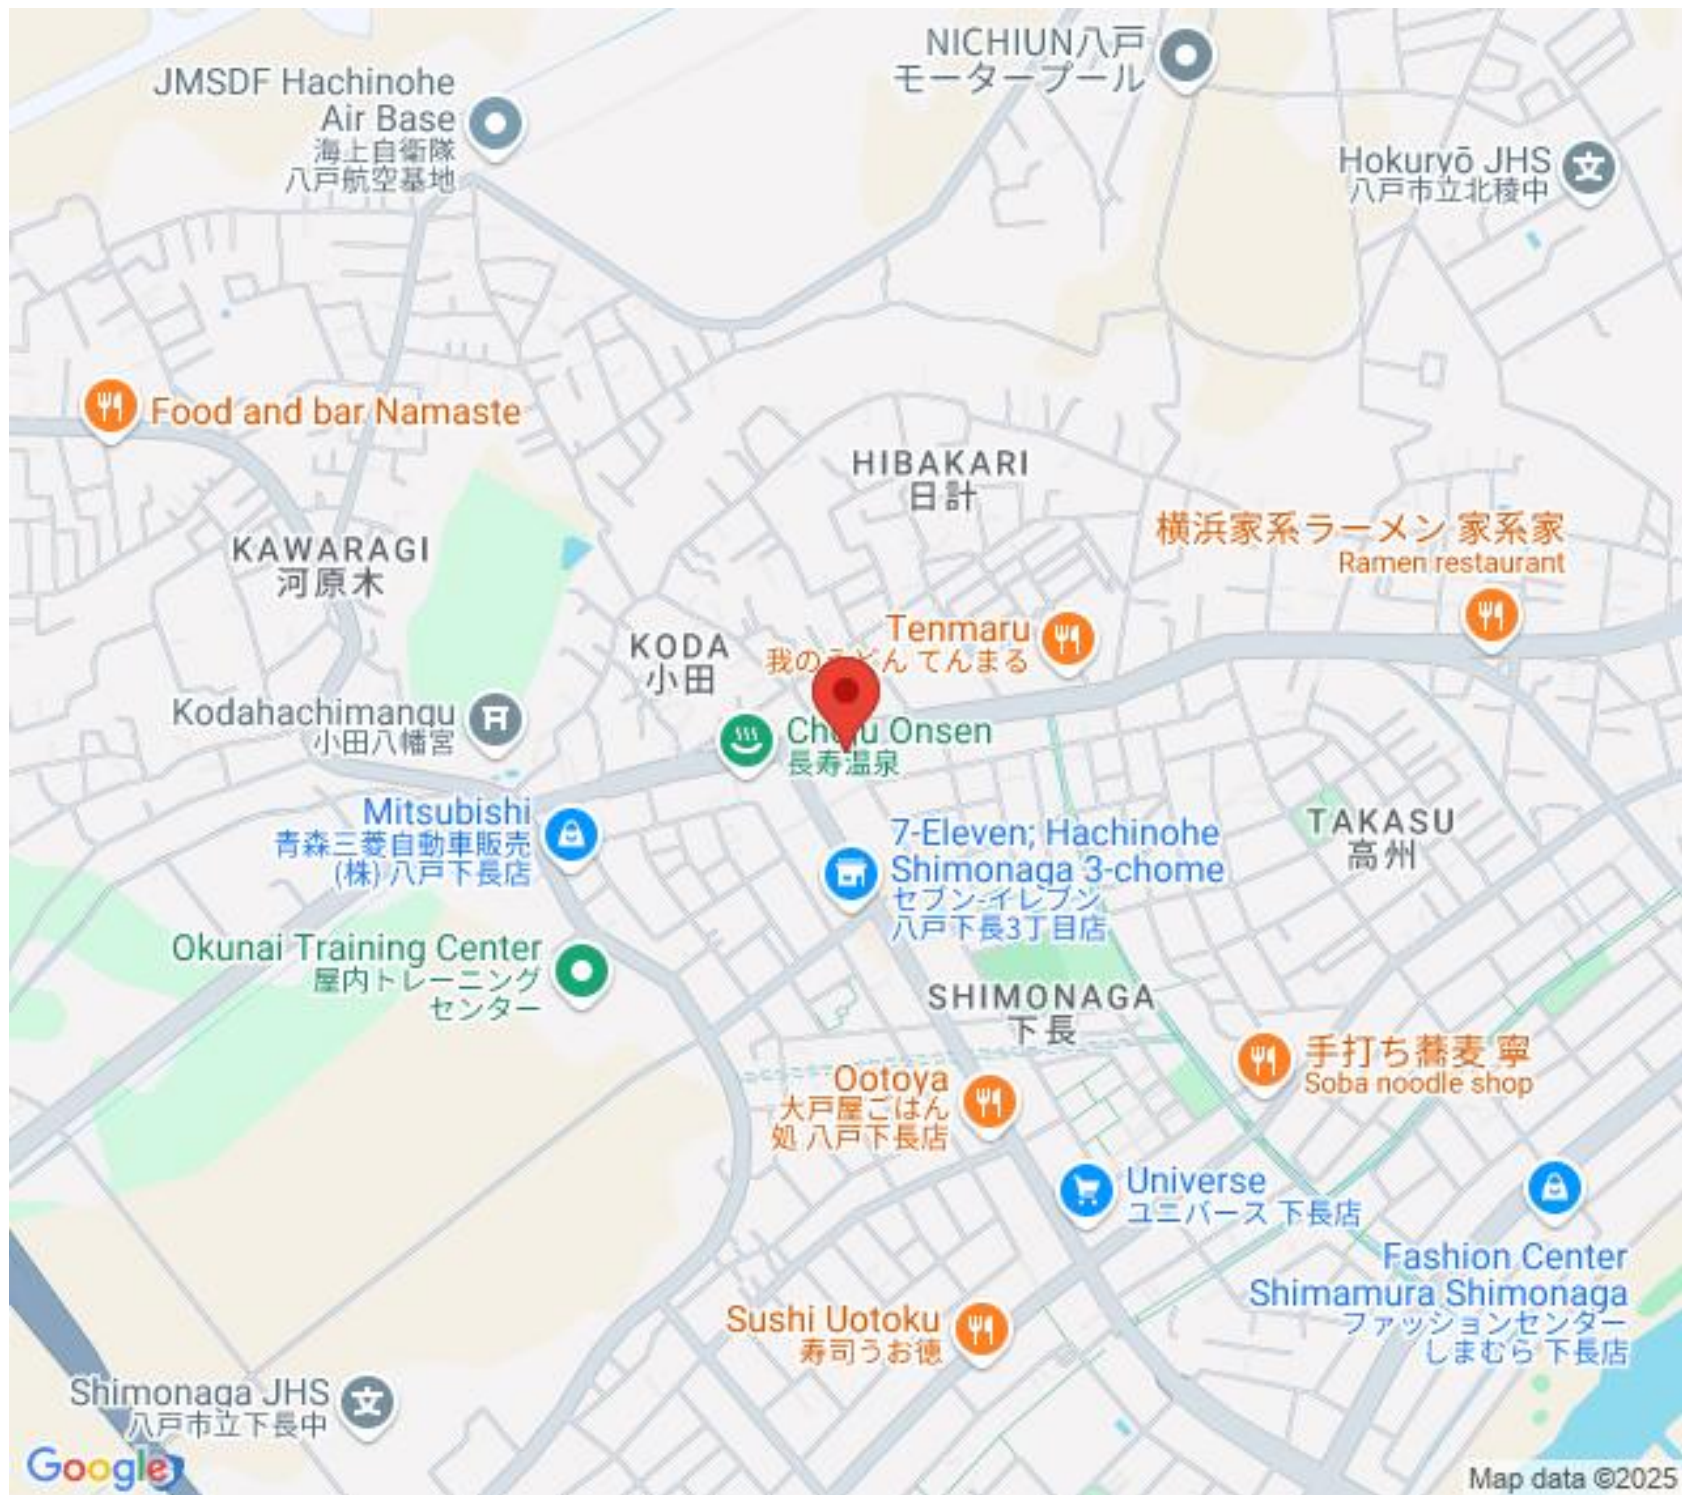 NICHIUN八戸
モータープール
JMSDF Hachinohe
Air Base
海上自衛隊
八戸航空基地
Hokuryō JHS
八戸市立北稜中
Food and bar Namaste
HIBAKARI
日計
横浜家系ラーメン 家系家
Ramen restaurant
KAWARAGI
河原木
KODA
小田
Tenmaru
我のうどん てんまる
Kodahachimangu
小田八幡宮
Onsen
長寿温泉
Mitsubishi
青森三菱自動車販売
(株) 八戸下長店
7-Eleven; Hachinohe
Shimonaga 3-chome
セブン-イレブン
八戸下長3丁目店
TAKASU
高州
Okunai Training Center
屋内トレーニング
センター
SHIMONAGA
下長
手打ち蕎麦 寧
Soba noodle shop
Ootoya
大戸屋ごはん
処 八戸下長店
Universe
ユニバース 下長店
Fashion Center
Shimamura Shimonaga
ファッションセンター
しまむら 下長店
Sushi Uotoku
寿司うお徳
Shimonaga JHS
八戸市立下長中
Google
Map data ©2025